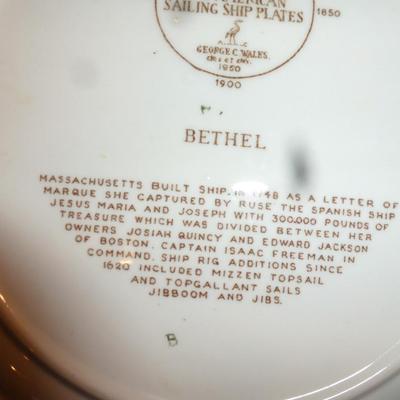 AMERICAN
SAILING SHIP PLATES
1850
GEORGE C. WALES
1950
1900
BETHEL
MASSACHUSETTS BUILT SHIP. IN 1748 AS A LETTER OF
MARQUE SHE CAPTURED BY RUSE THE SPANISH SHIP
JESUS MARIA AND JOSEPH WITH 300,000 POUNDS OF
TREASURE WHICH WAS DIVIDED BETWEEN HER
OWNERS JOSIAH QUINCY AND EDWARD JACKSON
OF BOSTON. CAPTAIN ISAAC FREEMAN IN
COMMAND. SHIP RIG ADDITIONS SINCE
1620 INCLUDED MIZZEN TOPSAIL
AND TOPGALLANT SAILS
JIBBOOM AND JIBS.
B